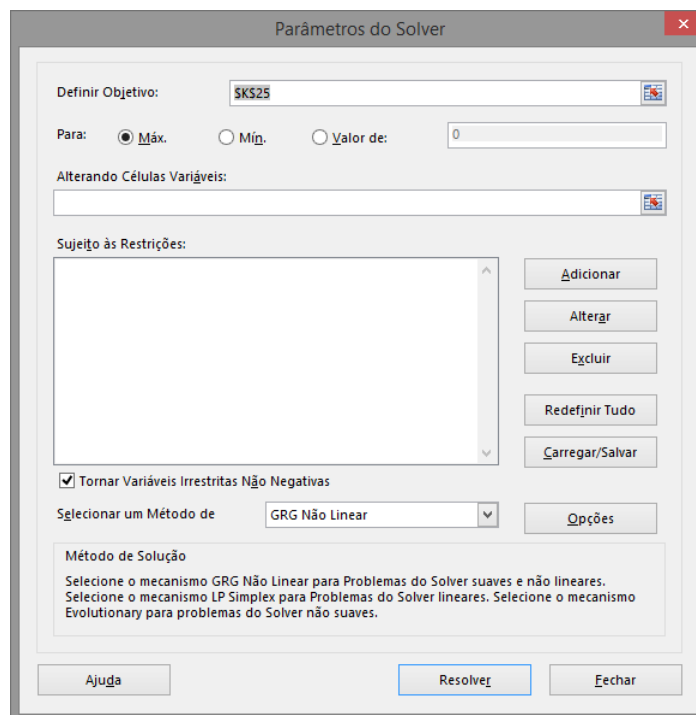 Parâmetros do Solver
Definir Objetivo:
$K$25
Para:
Máx.
Mín.
Valor de:
0
Alterando Células Variáveis:
Sujeito às Restrições:
Adicionar
Alterar
Excluir
Redefinir Tudo
Carregar/Salvar
Tornar Variáveis Irrestritas Não Negativas
Selecionar um Método de
GRG Não Linear
Opções
Método de Solução
Selecione o mecanismo GRG Não Linear para Problemas do Solver suaves e não lineares.
Selecione o mecanismo LP Simplex para Problemas do Solver lineares. Selecione o mecanismo
Evolutionary para problemas do Solver não suaves.
Ajuda
Resolver
Fechar